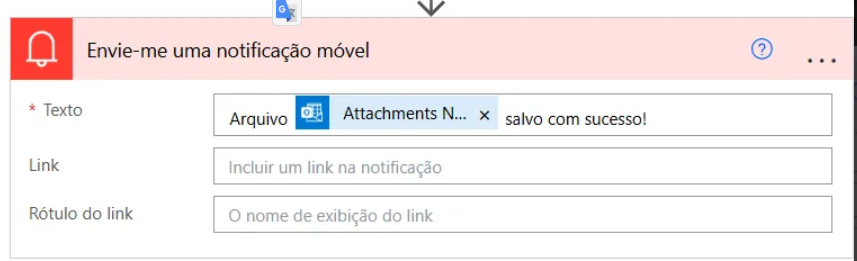 Envie-me uma notificação móvel
* Texto
Arquivo Attachments N... × salvo com sucesso!
Link
Incluir um link na notificação
Rótulo do link
O nome de exibição do link